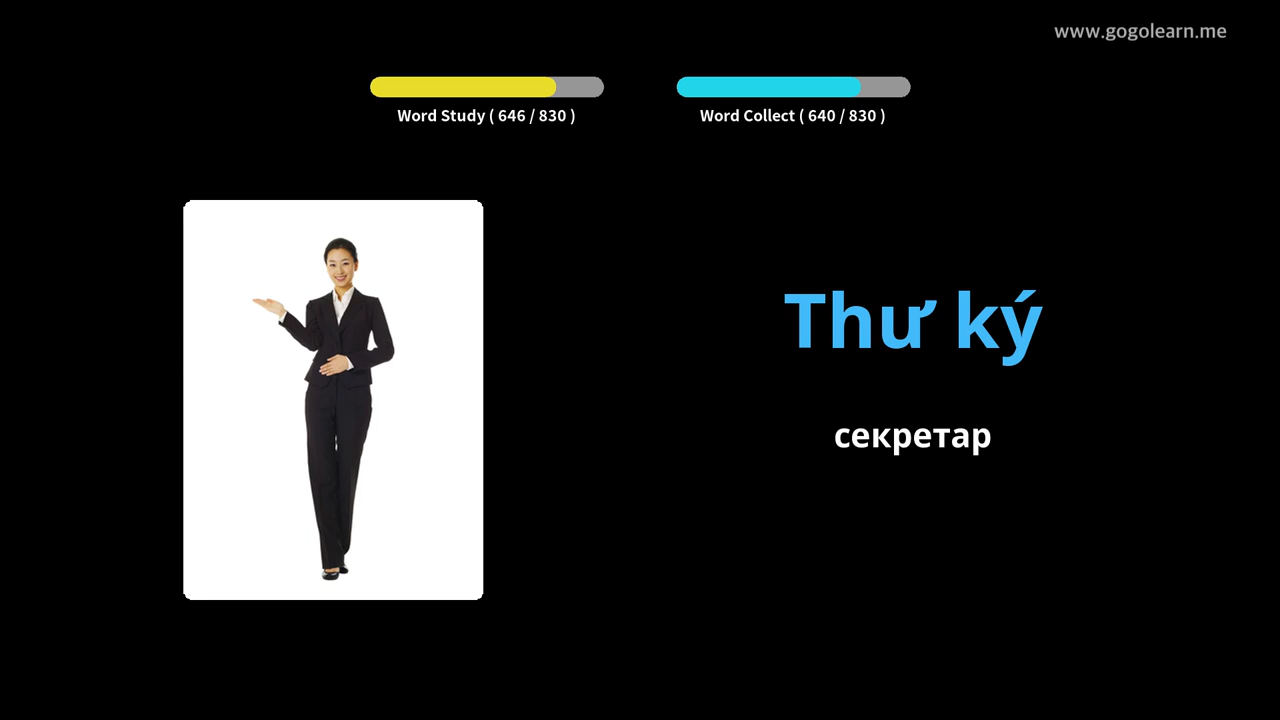 www.gogolearn.me
Word Study ( 646 / 830 )
Word Collect ( 640 / 830 )
Thư ký
секретар